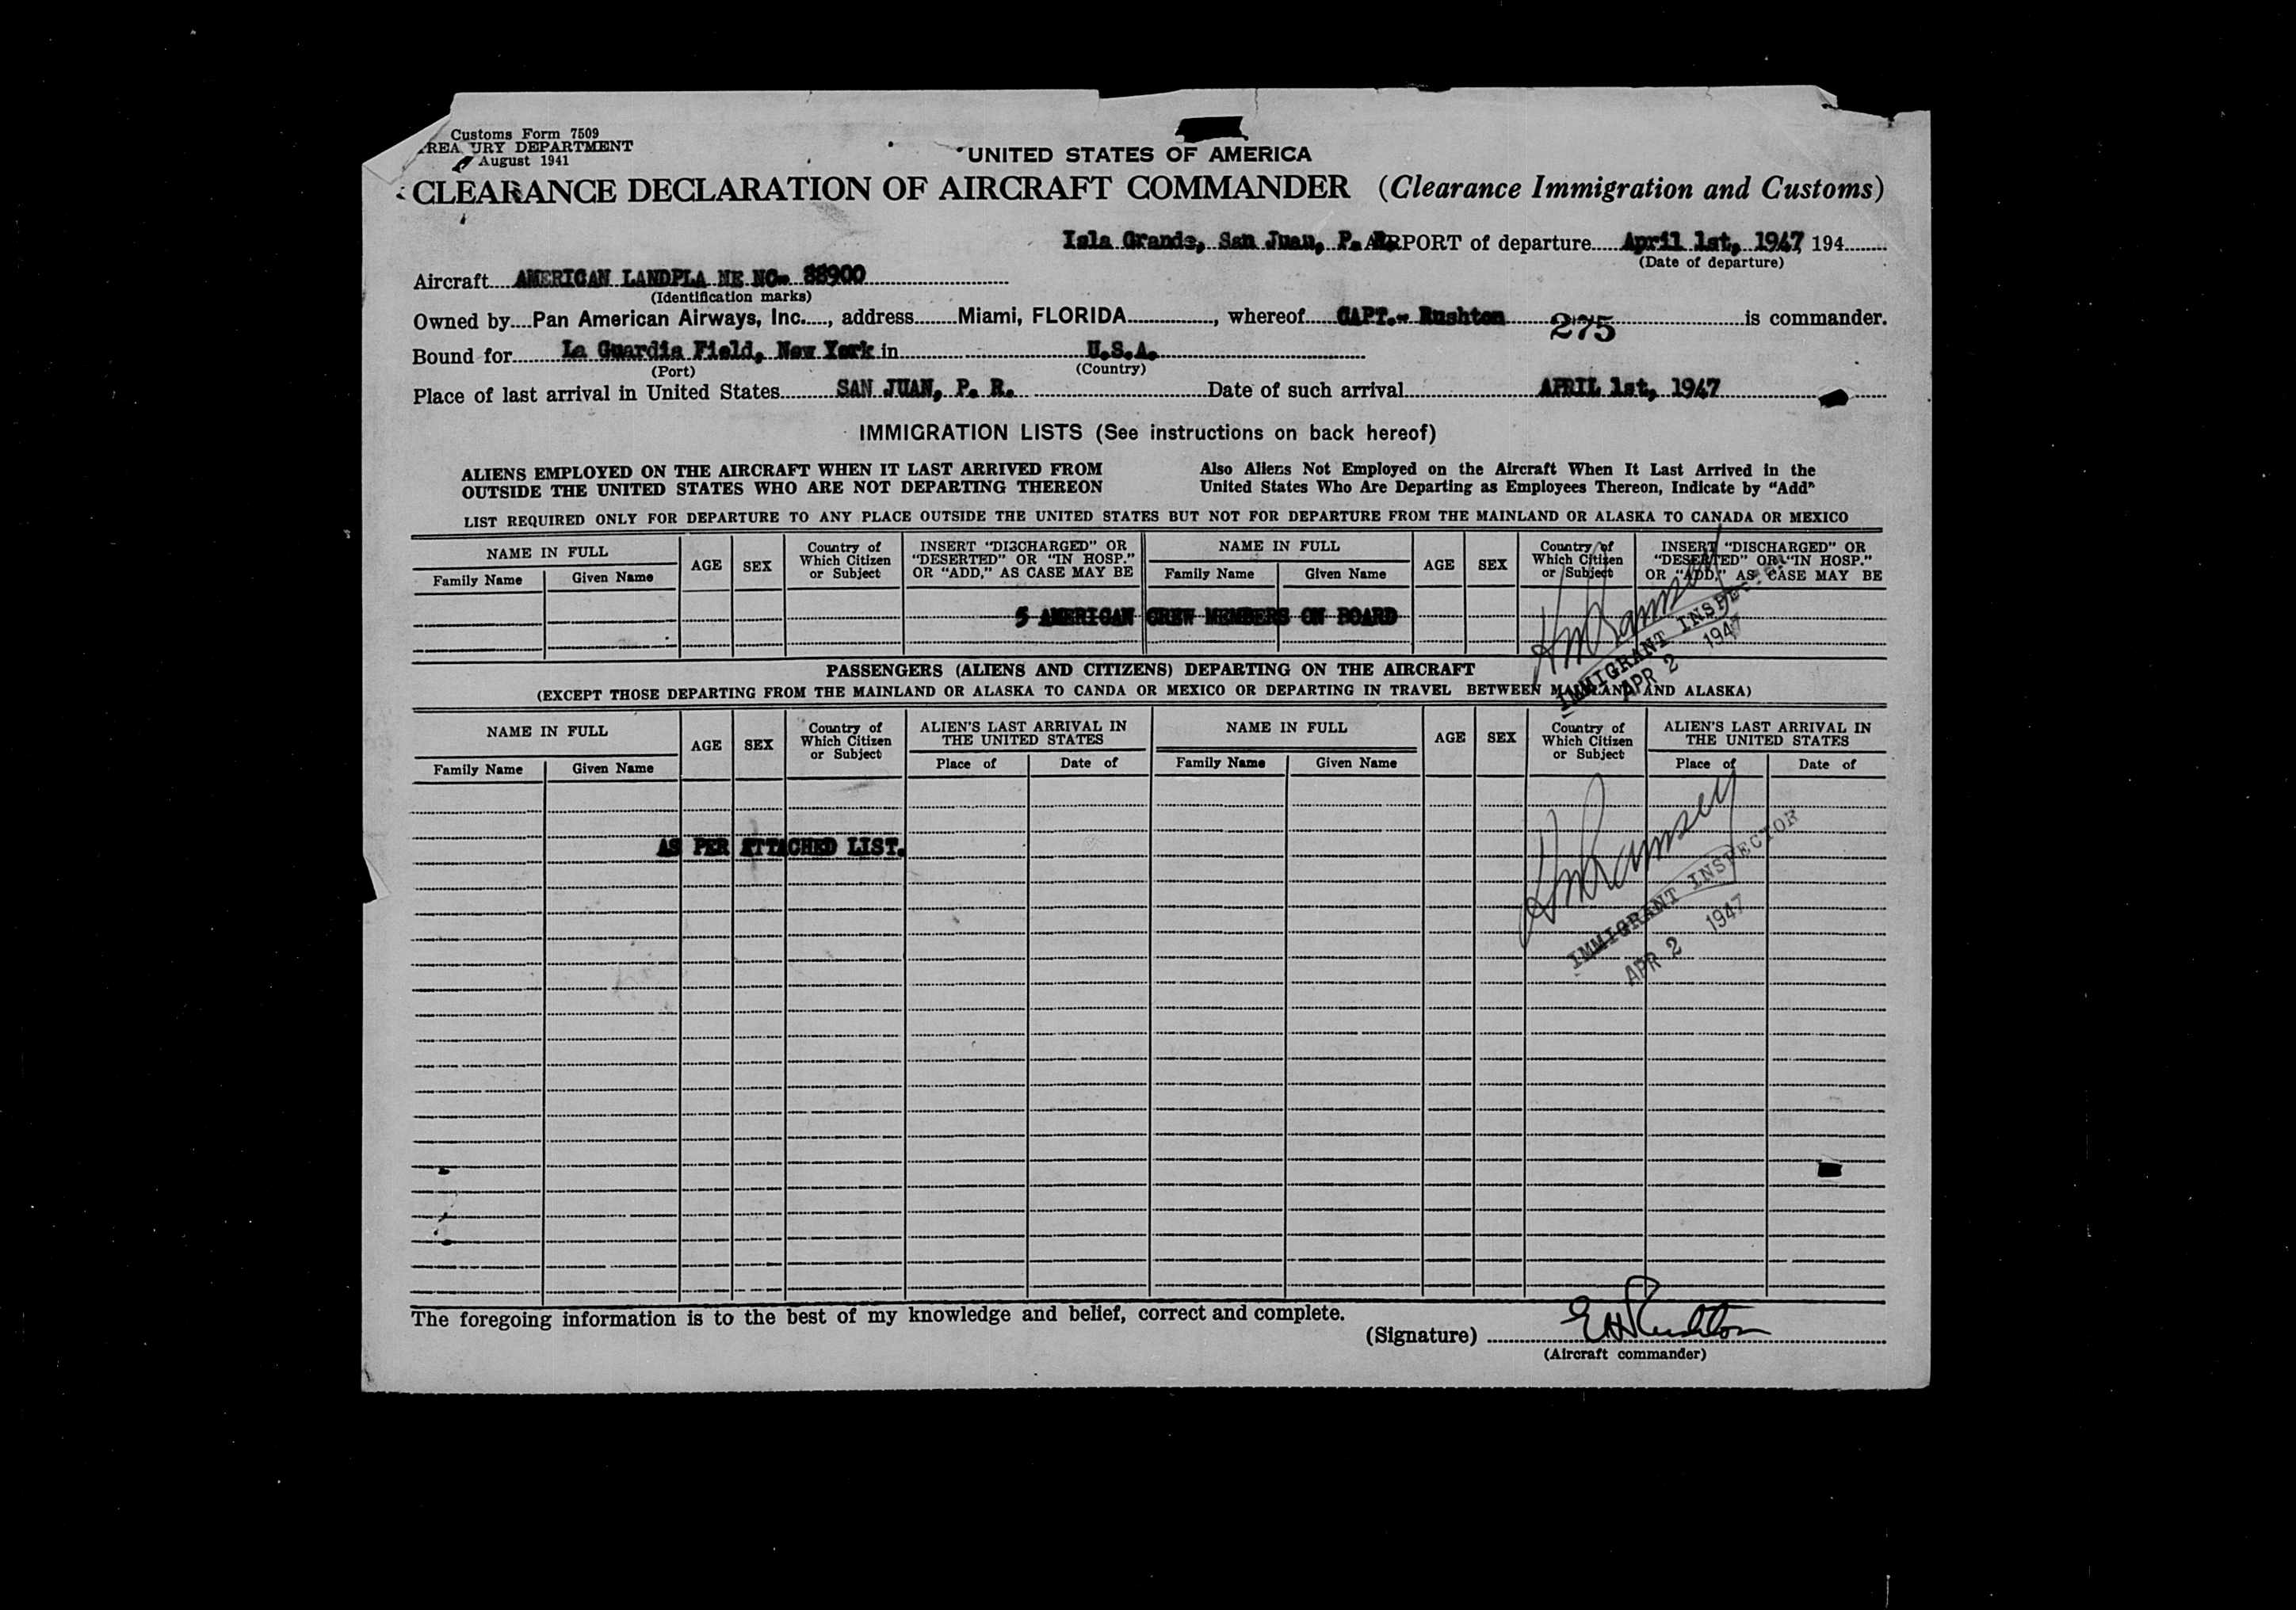 Customs Form 7509
TREASURY DEPARTMENT
August 1941
UNITED STATES OF AMERICA
CLEARANCE DECLARATION OF AIRCRAFT COMMANDER (Clearance Immigration and Customs)
Isla Grande, San Juan, P. R. AIRPORT of departure April 1st, 1947 194
(Date of departure)
Aircraft AMERICAN LANDPLA NE NC- 88900
(Identification marks)
Owned by Pan American Airways, Inc., address Miami, FLORIDA, whereof CAPT.- Rushton 275 is commander.
Bound for La Guardia Field, New York in U.S.A.
(Port) (Country)
Place of last arrival in United States SAN JUAN, P. R. Date of such arrival APRIL 1st, 1947
IMMIGRATION LISTS (See instructions on back hereof)
ALIENS EMPLOYED ON THE AIRCRAFT WHEN IT LAST ARRIVED FROM OUTSIDE THE UNITED STATES WHO ARE NOT DEPARTING THEREON
Also Aliens Not Employed on the Aircraft When It Last Arrived in the United States Who Are Departing as Employees Thereon, Indicate by "Add"
LIST REQUIRED ONLY FOR DEPARTURE TO ANY PLACE OUTSIDE THE UNITED STATES BUT NOT FOR DEPARTURE FROM THE MAINLAND OR ALASKA TO CANADA OR MEXICO
NAME IN FULL AGE SEX Country of Which Citizen or Subject INSERT "DISCHARGED" OR "DESERTED" OR "IN HOSP." OR "ADD," AS CASE MAY BE NAME IN FULL AGE SEX Country of Which Citizen or Subject INSERT "DISCHARGED" OR "DESERTED" OR "IN HOSP." OR "ADD," AS CASE MAY BE
Family Name Given Name Family Name Given Name
5 AMERICAN CREW MEMBERS ON BOARD
IMMIGRANT INSPECTOR
APR 2 1947
PASSENGERS (ALIENS AND CITIZENS) DEPARTING ON THE AIRCRAFT
(EXCEPT THOSE DEPARTING FROM THE MAINLAND OR ALASKA TO CANDA OR MEXICO OR DEPARTING IN TRAVEL BETWEEN MAINLAND AND ALASKA)
NAME IN FULL AGE SEX Country of Which Citizen or Subject ALIEN'S LAST ARRIVAL IN THE UNITED STATES NAME IN FULL AGE SEX Country of Which Citizen or Subject ALIEN'S LAST ARRIVAL IN THE UNITED STATES
Family Name Given Name Place of Date of Family Name Given Name Place of Date of
AS PER ATTACHED LIST.
Ramsey
IMMIGRANT INSPECTOR
APR 2 1947
The foregoing information is to the best of my knowledge and belief, correct and complete.
(Signature) EH Rushton
(Aircraft commander)